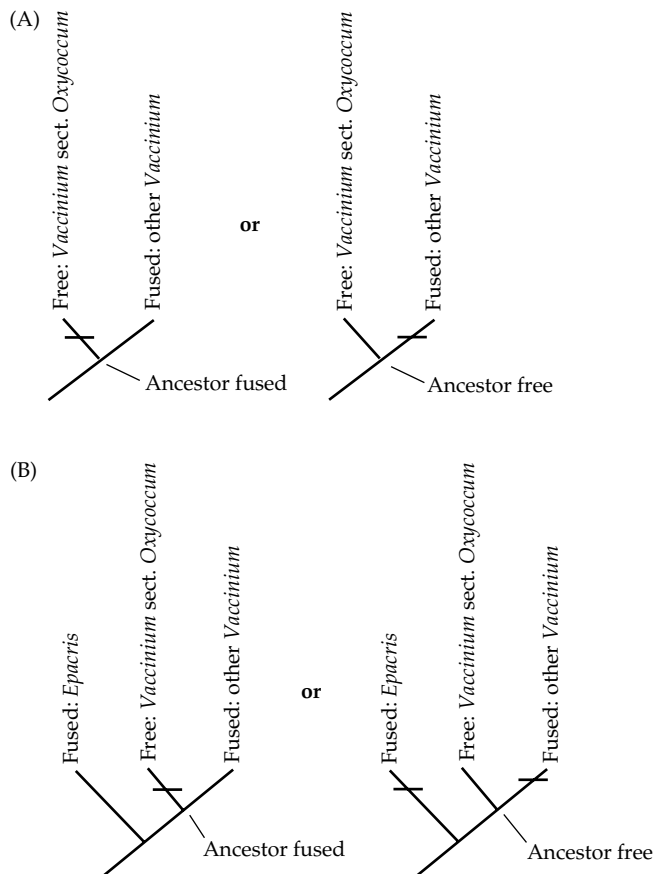 (A)
Free: Vaccinium sect. Oxycoccum
Fused: other Vaccinium
Ancestor fused
or
Free: Vaccinium sect. Oxycoccum
Fused: other Vaccinium
Ancestor free
(B)
Fused: Epacris
Free: Vaccinium sect. Oxycoccum
Fused: other Vaccinium
Ancestor fused
or
Fused: Epacris
Free: Vaccinium sect. Oxycoccum
Fused: other Vaccinium
Ancestor free